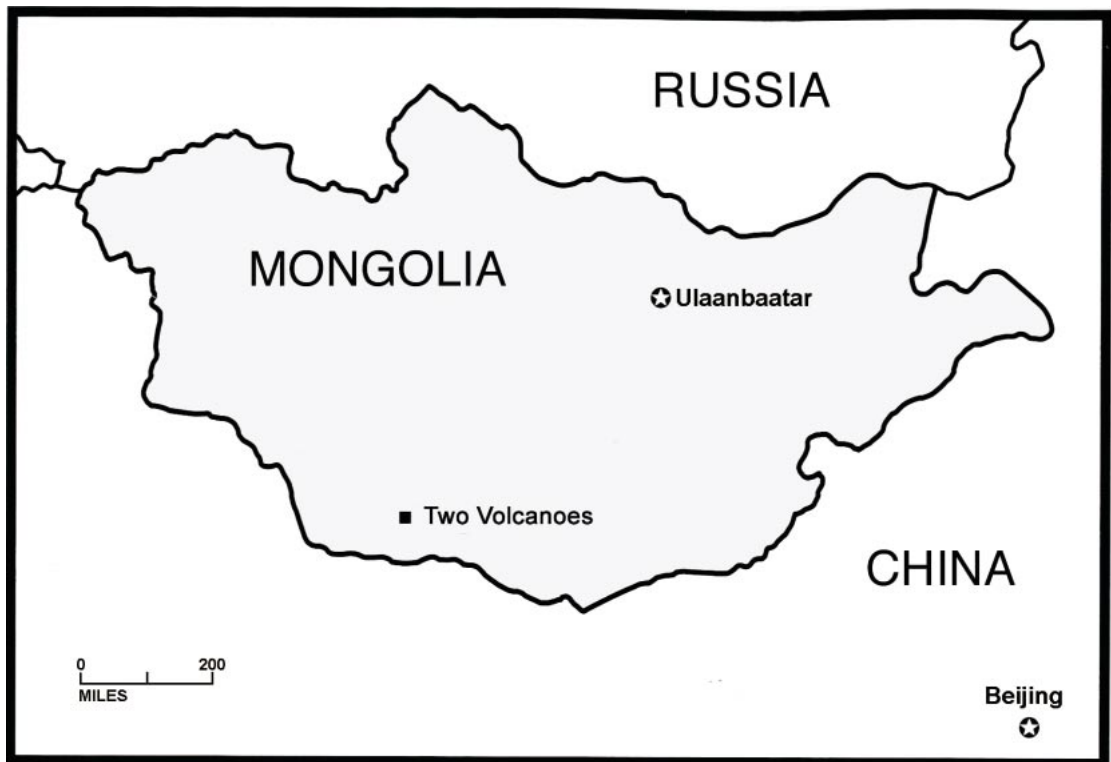 RUSSIA
MONGOLIA
Ulaanbaatar
Two Volcanoes
CHINA
0 200
MILES
Beijing